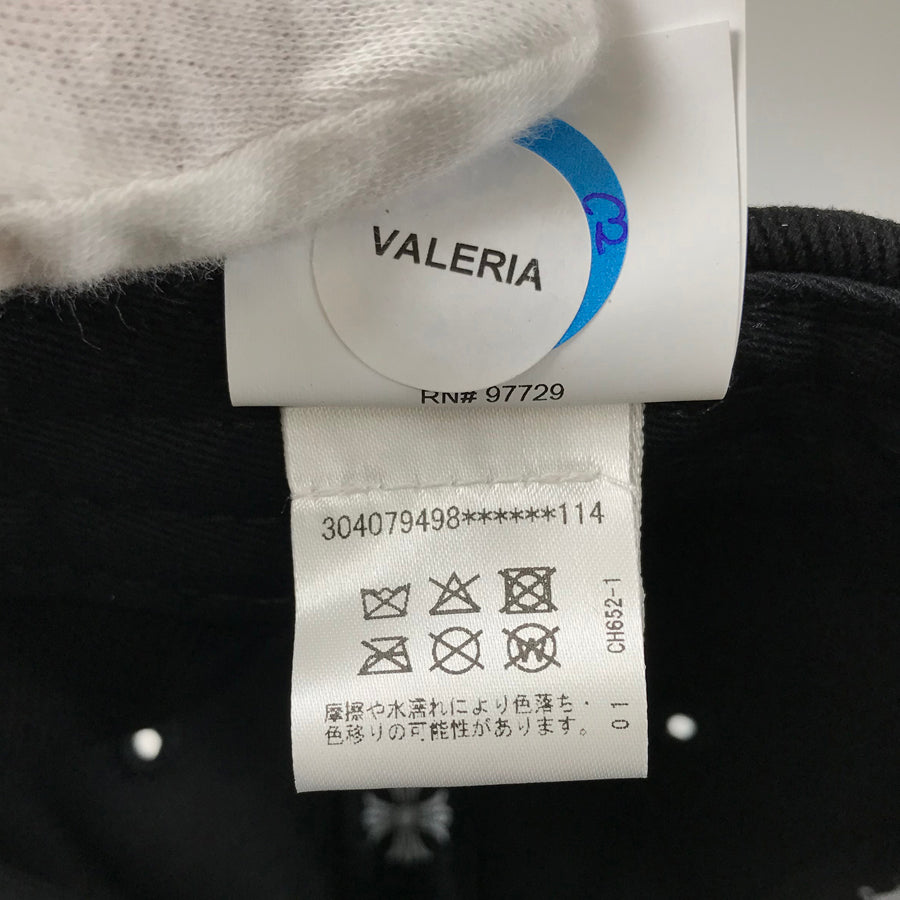 VALERIA
RN# 97729
304079498******114
CH652-1
01
摩擦や水濡れにより色落ち・
色移りの可能性があります。